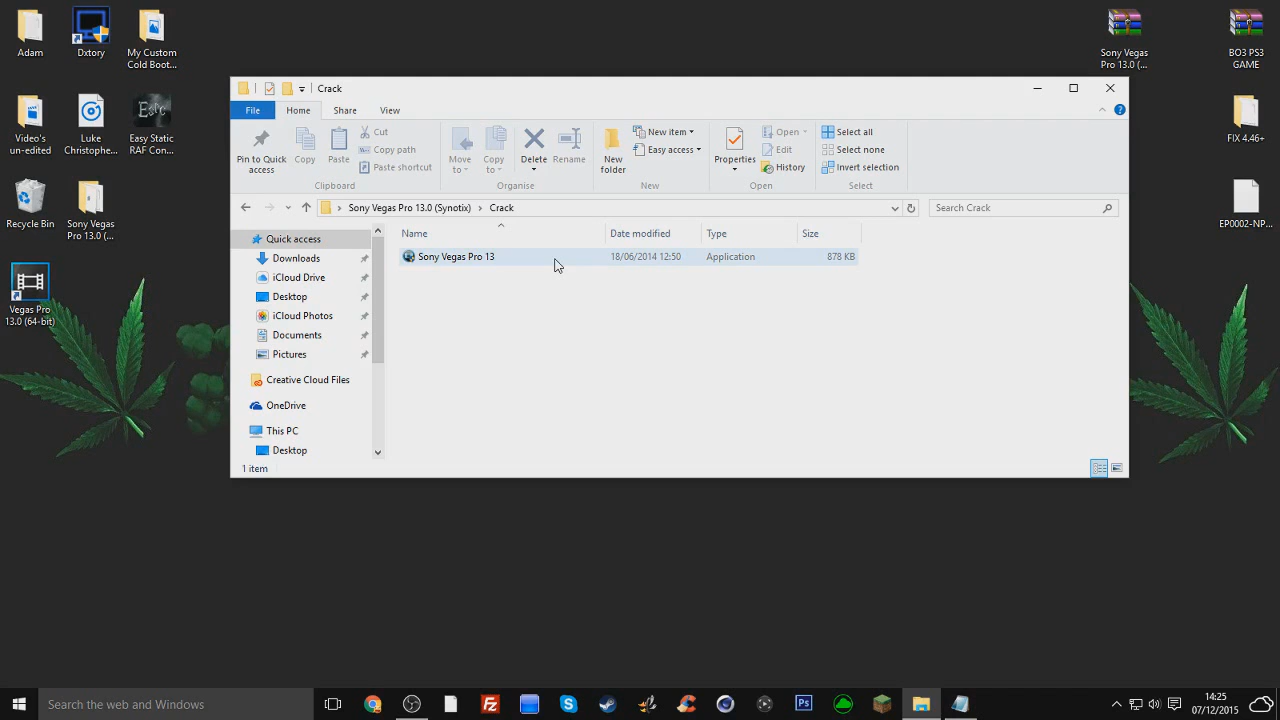 Adam
Dxtory
My Custom
Cold Boot...
Sony Vegas
Pro 13.0 (...
BO3 PS3
GAME
Video's
un-edited
Luke
Christophe...
Easy Static
RAF Con...
FIX 4.46+
Recycle Bin
Sony Vegas
Pro 13.0 (...
EP0002-NP...
Vegas Pro
13.0 (64-bit)
Crack
File
Home
Share
View
Pin to Quick
access
Copy
Paste
Cut
Copy path
Paste shortcut
Clipboard
Move
to
Copy
to
Delete
Rename
Organise
New
folder
New item
Easy access
New
Properties
Open
Edit
History
Open
Select all
Select none
Invert selection
Select
Sony Vegas Pro 13.0 (Synotix)
Crack
Search Crack
Name
Date modified
Type
Size
Sony Vegas Pro 13
18/06/2014 12:50
Application
878 KB
Quick access
Downloads
iCloud Drive
Desktop
iCloud Photos
Documents
Pictures
Creative Cloud Files
OneDrive
This PC
Desktop
1 item
Search the web and Windows
Ps
14:25
07/12/2015